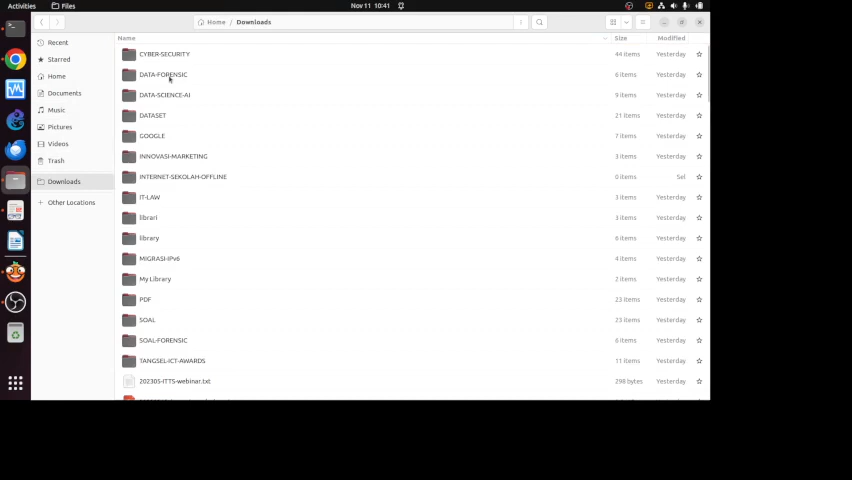 Activities Files Nov 11 10:41
Home / Downloads
Name Size Modified
Recent
Starred
Home
Documents
Music
Pictures
Videos
Trash
Downloads
+ Other Locations
CYBER-SECURITY 44 items Yesterday
DATA-FORENSIC 6 items Yesterday
DATA-SCIENCE-AI 9 items Yesterday
DATASET 21 items Yesterday
GOOGLE 7 items Yesterday
INNOVASI-MARKETING 3 items Yesterday
INTERNET-SEKOLAH-OFFLINE 0 items Sel
IT-LAW 3 items Yesterday
librari 3 items Yesterday
library 6 items Yesterday
MIGRASI-IPv6 4 items Yesterday
My Library 2 items Yesterday
PDF 23 items Yesterday
SOAL 23 items Yesterday
SOAL-FORENSIC 6 items Yesterday
TANGSEL-ICT-AWARDS 11 items Yesterday
202305-ITTS-webinar.txt 298 bytes Yesterday